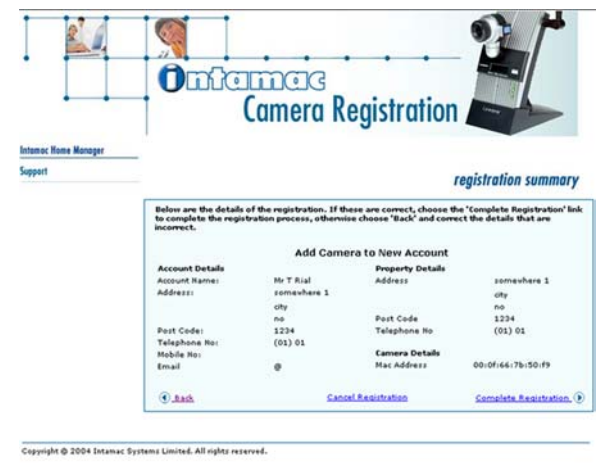 intamac
Camera Registration
Intamac Home Manager
Support
registration summary
Below are the details of the registration. If these are correct, choose the 'Complete Registration' link
to complete the registration process, otherwise choose 'Back' and correct the details that are
incorrect.
Add Camera to New Account
Account Details
Account Name: Mr T Rial
Address: somewhere 1
city
no
Post Code: 1234
Telephone No: (01) 01
Mobile No:
Email @
Property Details
Address somewhere 1
city
no
Post Code 1234
Telephone No (01) 01
Camera Details
Mac Address 00:0f:66:7b:50:f9
Back Cancel Registration Complete Registration
Copyright @ 2004 Intamac Systems Limited. All rights reserved.